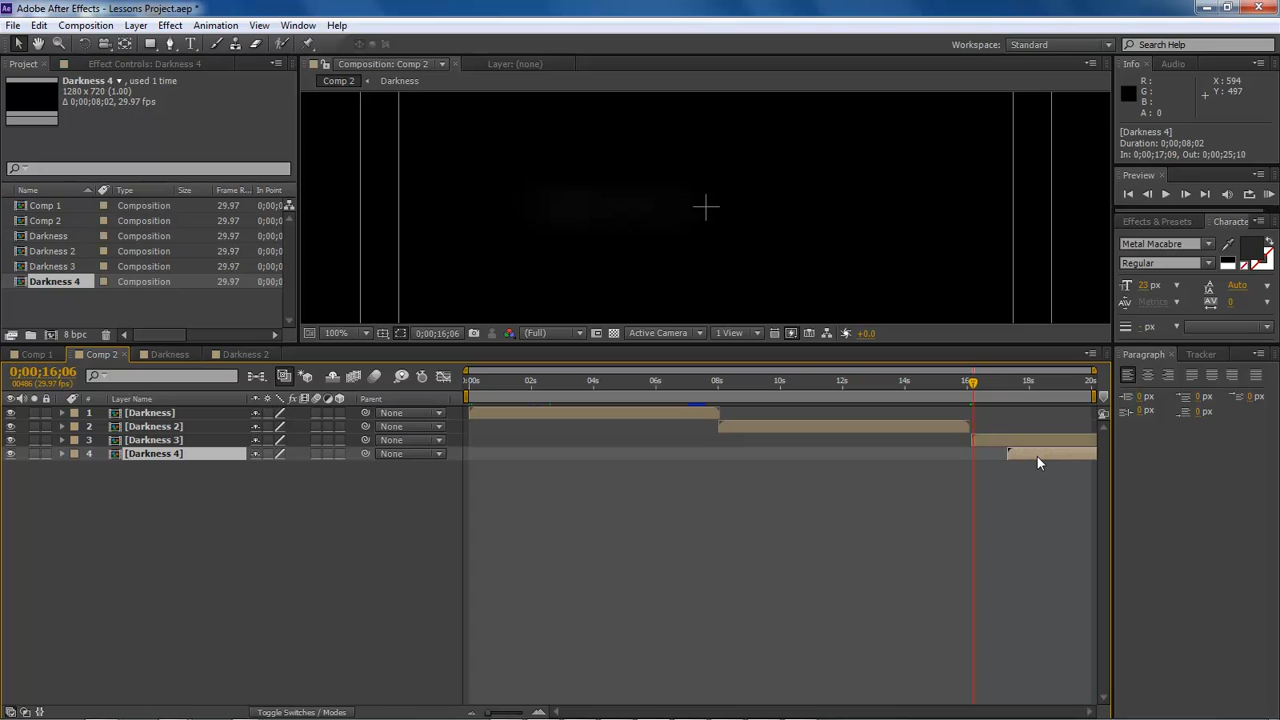 Adobe After Effects - Lessons Project.aep *
File Edit Composition Layer Effect Animation View Window Help
Workspace: Standard Search Help
Project Effect Controls: Darkness 4
Darkness 4 , used 1 time
1280 x 720 (1.00)
Δ 0;00;08;02, 29.97 fps
Name Type Size Frame R... In Point
Comp 1 Composition 29.97 0;00;0
Comp 2 Composition 29.97 0;00;0
Darkness Composition 29.97 0;00;0
Darkness 2 Composition 29.97 0;00;0
Darkness 3 Composition 29.97 0;00;0
Darkness 4 Composition 29.97 0;00;0
8 bpc
Composition: Comp 2 Layer: (none)
Comp 2 Darkness
100% 0;00;16;06 (Full) Active Camera 1 View +0.0
Info Audio
R :
G :
B :
A : 0
X : 594
Y : 497
[Darkness 4]
Duration: 0;00;08;02
In: 0;00;17;09, Out: 0;00;25;10
Preview
Effects & Presets Characte
Metal Macabre
Regular
23 px Auto
Metrics 0
- px
Paragraph Tracker
0 px 0 px 0 px
0 px 0 px
Comp 1 Comp 2 Darkness Darkness 2
0;00;16;06
00486 (29.97 fps)
# Layer Name Parent
:00s 02s 04s 06s 08s 10s 12s 14s 16s 18s 20s
1 [Darkness] None
2 [Darkness 2] None
3 [Darkness 3] None
4 [Darkness 4] None
Toggle Switches / Modes